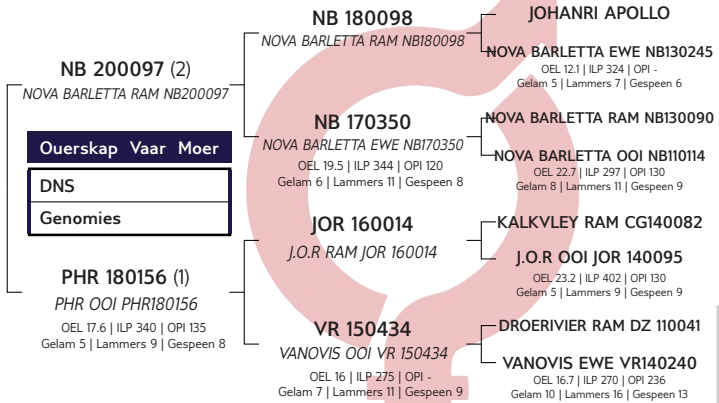 NB 200097 (2)
NOVA BARLETTA RAM NB200097
Ouerskap Vaar Moer
DNS
Genomies
PHR 180156 (1)
PHR OOI PHR180156
OEL 17.6 | ILP 340 | OPI 135
Gelam 5 | Lammers 9 | Gespeen 8
NB 180098
NOVA BARLETTA RAM NB180098
NB 170350
NOVA BARLETTA EWE NB170350
OEL 19.5 | ILP 344 | OPI 120
Gelam 6 | Lammers 11 | Gespeen 8
JOR 160014
J.O.R RAM JOR 160014
VR 150434
VANOVIS OOI VR 150434
OEL 16 | ILP 275 | OPI -
Gelam 7 | Lammers 11 | Gespeen 9
JOHANRI APOLLO
NOVA BARLETTA EWE NB130245
OEL 12.1 | ILP 324 | OPI -
Gelam 5 | Lammers 7 | Gespeen 6
NOVA BARLETTA RAM NB130090
NOVA BARLETTA OOI NB110114
OEL 22.7 | ILP 297 | OPI 130
Gelam 8 | Lammers 11 | Gespeen 9
KALKVLEY RAM CG140082
J.O.R OOI JOR 140095
OEL 23.2 | ILP 402 | OPI 130
Gelam 5 | Lammers 9 | Gespeen 9
DROERIVIER RAM DZ 110041
VANOVIS EWE VR140240
OEL 16.7 | ILP 270 | OPI 236
Gelam 10 | Lammers 16 | Gespeen 13